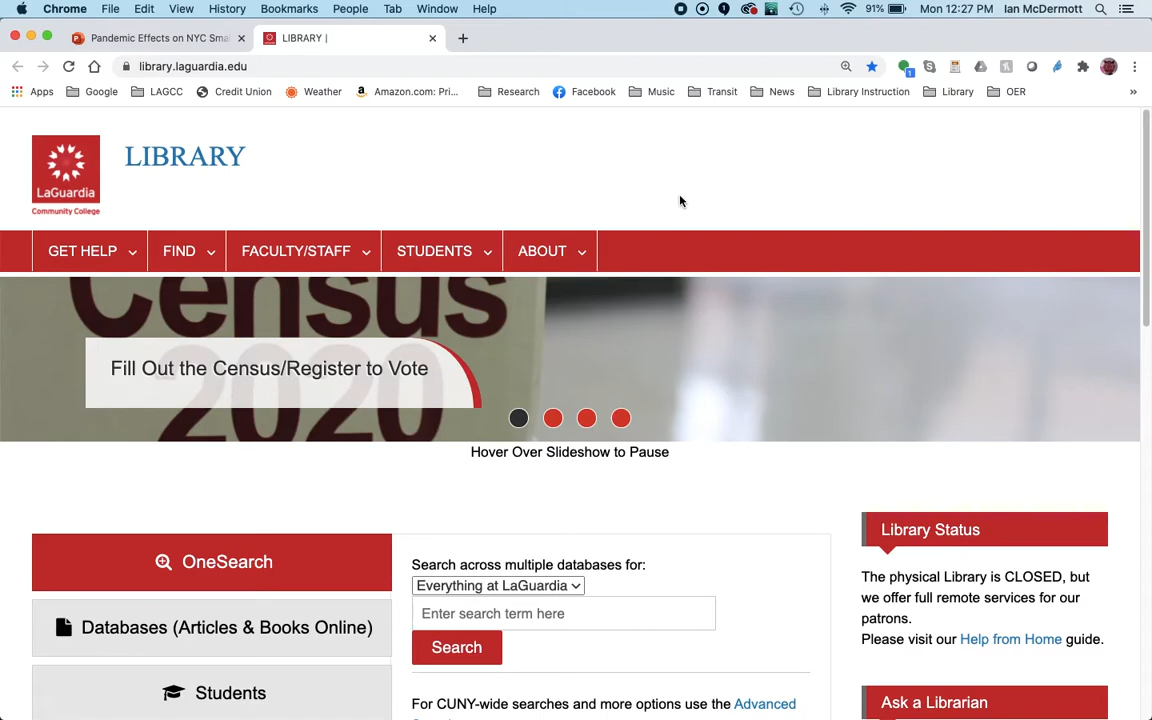 Chrome File Edit View History Bookmarks People Tab Window Help 91% Mon 12:27 PM Ian McDermott
Pandemic Effects on NYC Sma
LIBRARY |
library.laguardia.edu
Apps Google LAGCC Credit Union Weather Amazon.com: Pri... Research Facebook Music Transit News Library Instruction Library OER »
LaGuardia
Community College
LIBRARY
GET HELP FIND FACULTY/STAFF STUDENTS ABOUT
Census
2020
Fill Out the Census/Register to Vote
Hover Over Slideshow to Pause
OneSearch
Databases (Articles & Books Online)
Students
Search across multiple databases for:
Everything at LaGuardia
Enter search term here
Search
For CUNY-wide searches and more options use the Advanced
Library Status
The physical Library is CLOSED, but
we offer full remote services for our
patrons.
Please visit our Help from Home guide.
Ask a Librarian